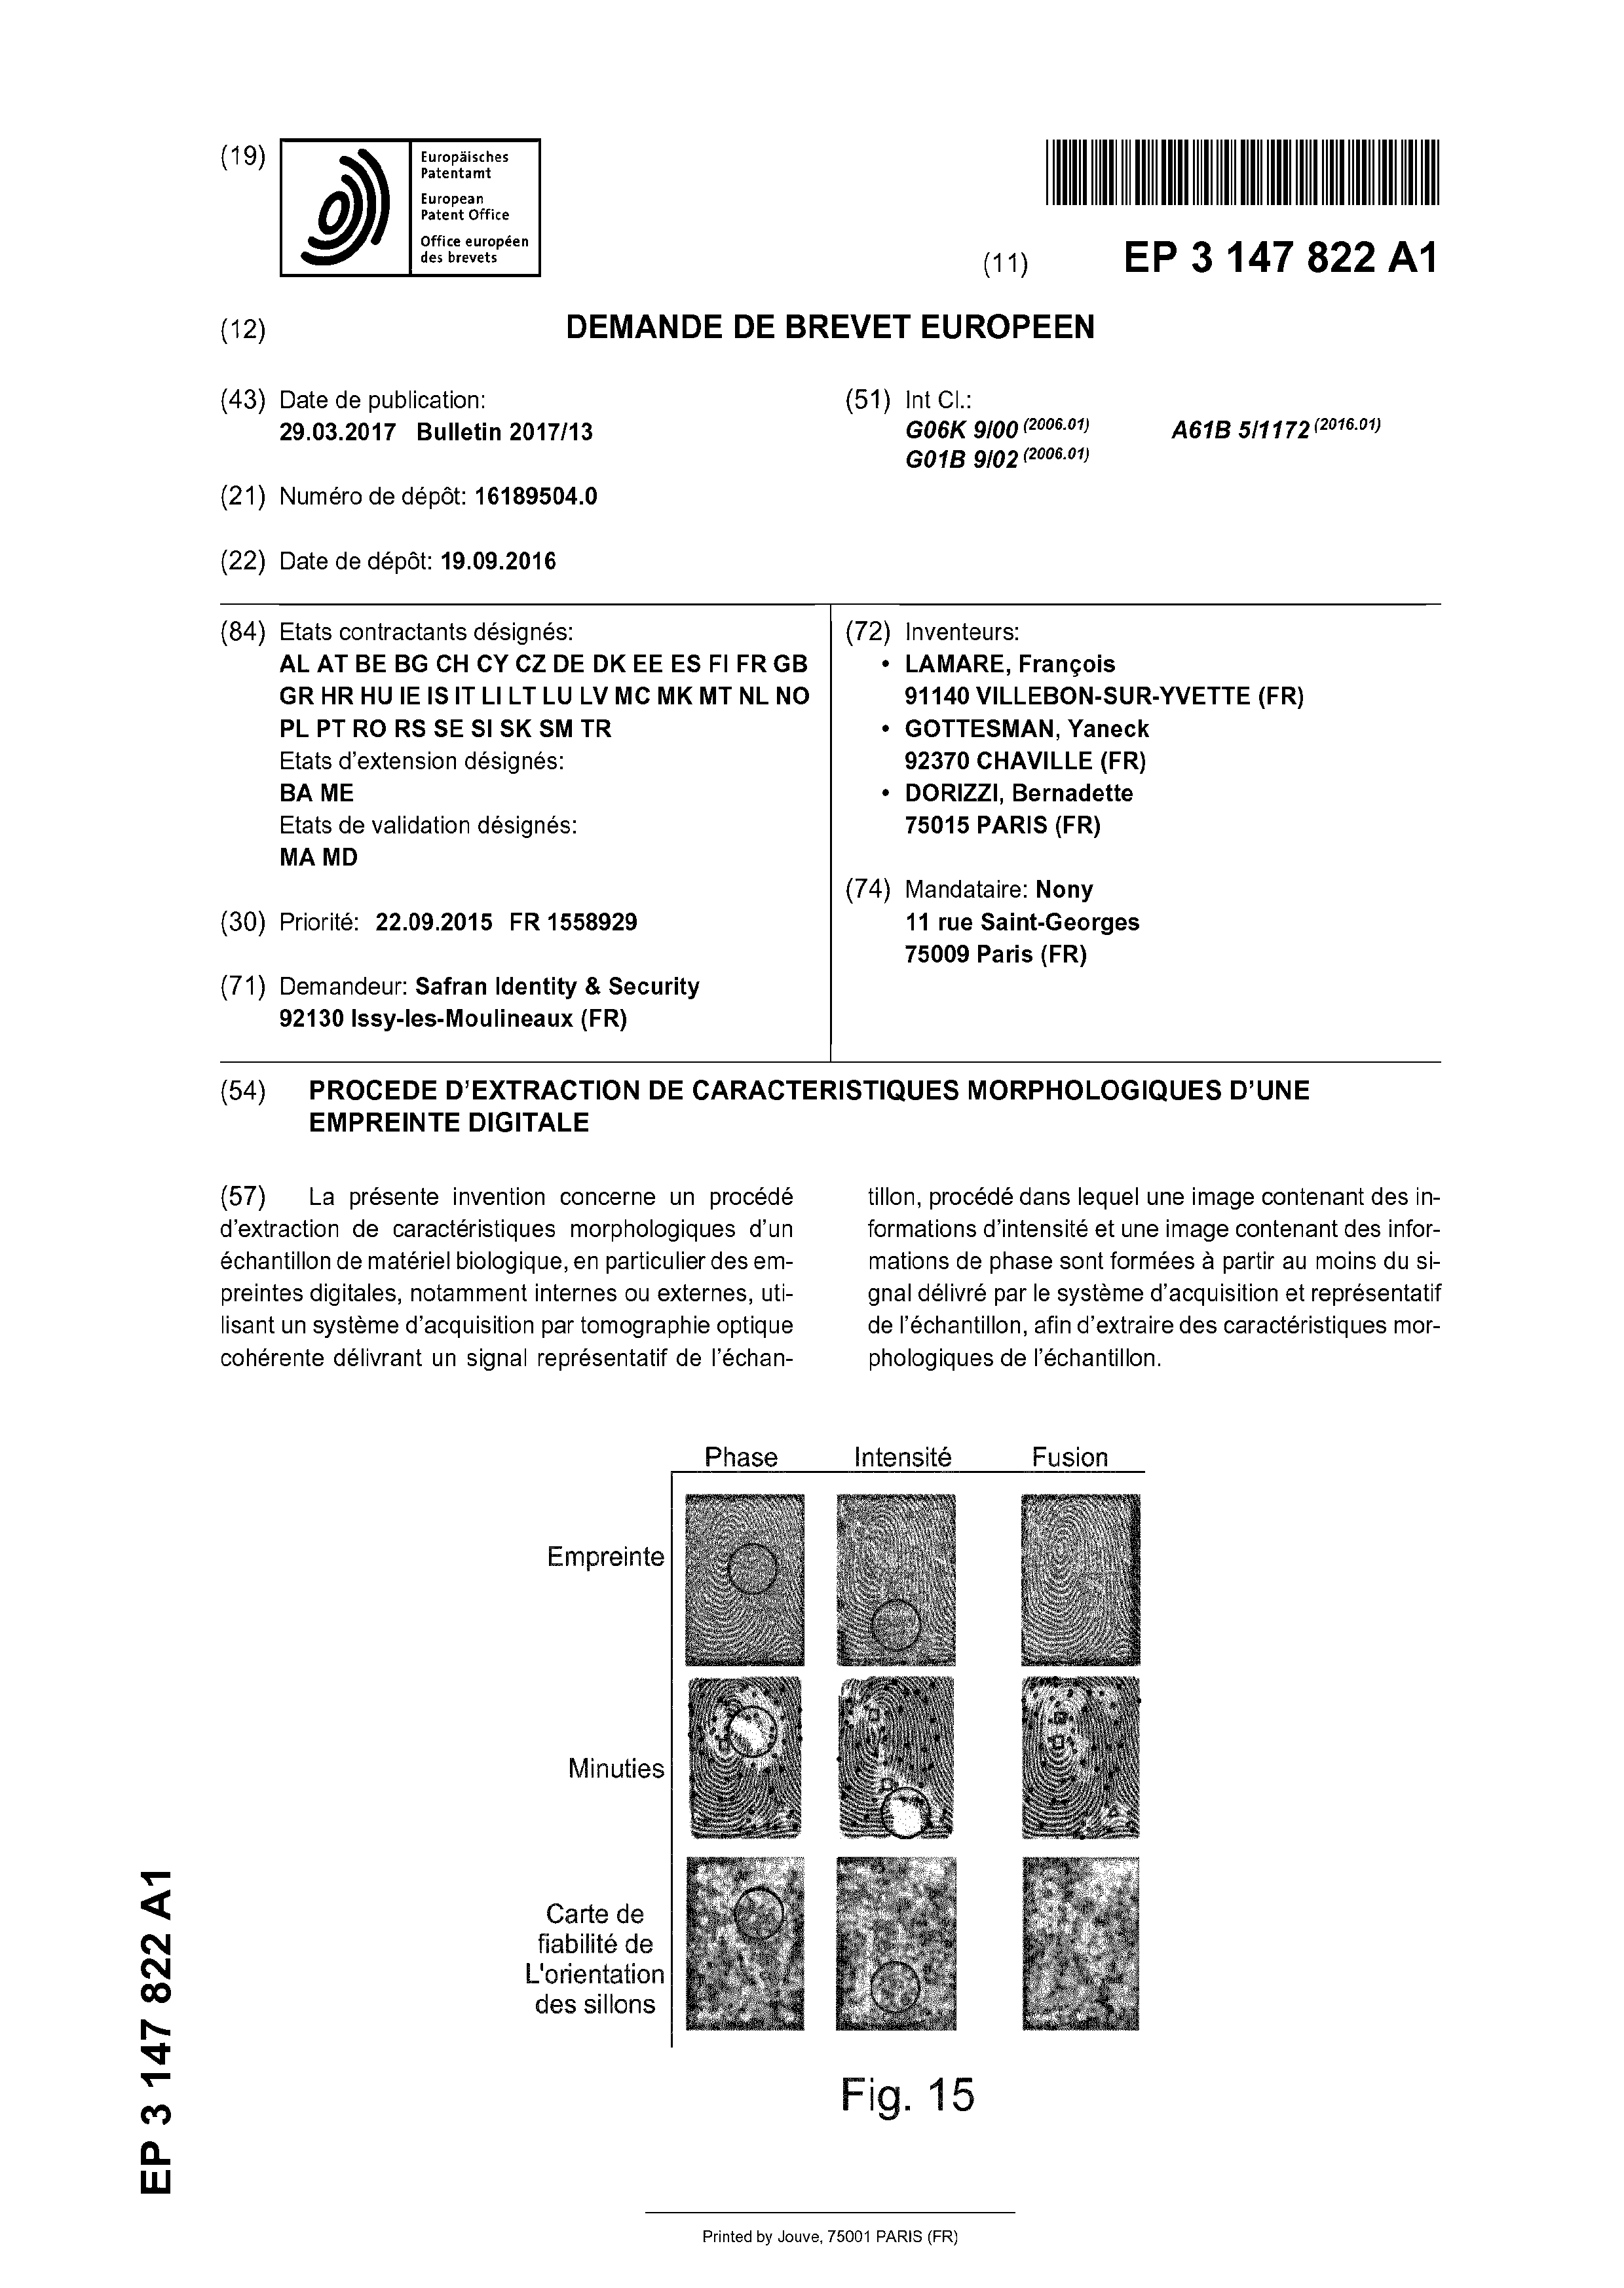 (19)
Europäisches
Patentamt
European
Patent Office
Office européen
des brevets
(11) EP 3 147 822 A1
(12) DEMANDE DE BREVET EUROPEEN
(43) Date de publication:
29.03.2017 Bulletin 2017/13
(21) Numéro de dépôt: 16189504.0
(22) Date de dépôt: 19.09.2016
(51) Int Cl.:
G06K 9/00 (2006.01) A61B 5/1172 (2016.01)
G01B 9/02 (2006.01)
(84) Etats contractants désignés:
AL AT BE BG CH CY CZ DE DK EE ES FI FR GB
GR HR HU IE IS IT LI LT LU LV MC MK MT NL NO
PL PT RO RS SE SI SK SM TR
Etats d'extension désignés:
BA ME
Etats de validation désignés:
MA MD
(30) Priorité: 22.09.2015 FR 1558929
(71) Demandeur: Safran Identity & Security
92130 Issy-les-Moulineaux (FR)
(72) Inventeurs:
• LAMARE, François
91140 VILLEBON-SUR-YVETTE (FR)
• GOTTESMAN, Yaneck
92370 CHAVILLE (FR)
• DORIZZI, Bernadette
75015 PARIS (FR)
(74) Mandataire: Nony
11 rue Saint-Georges
75009 Paris (FR)
(54) PROCEDE D'EXTRACTION DE CARACTERISTIQUES MORPHOLOGIQUES D'UNE
EMPREINTE DIGITALE
(57) La présente invention concerne un procédé
d'extraction de caractéristiques morphologiques d'un
échantillon de matériel biologique, en particulier des em-
preintes digitales, notamment internes ou externes, uti-
lisant un système d'acquisition par tomographie optique
cohérente délivrant un signal représentatif de l'échan-
tillon, procédé dans lequel une image contenant des in-
formations d'intensité et une image contenant des infor-
mations de phase sont formées à partir au moins du si-
gnal délivré par le système d'acquisition et représentatif
de l'échantillon, afin d'extraire des caractéristiques mor-
phologiques de l'échantillon.
Phase Intensité Fusion
Empreinte
Minuties
Carte de
fiabilité de
L'orientation
des sillons
Fig. 15
EP 3 147 822 A1
Printed by Jouve, 75001 PARIS (FR)